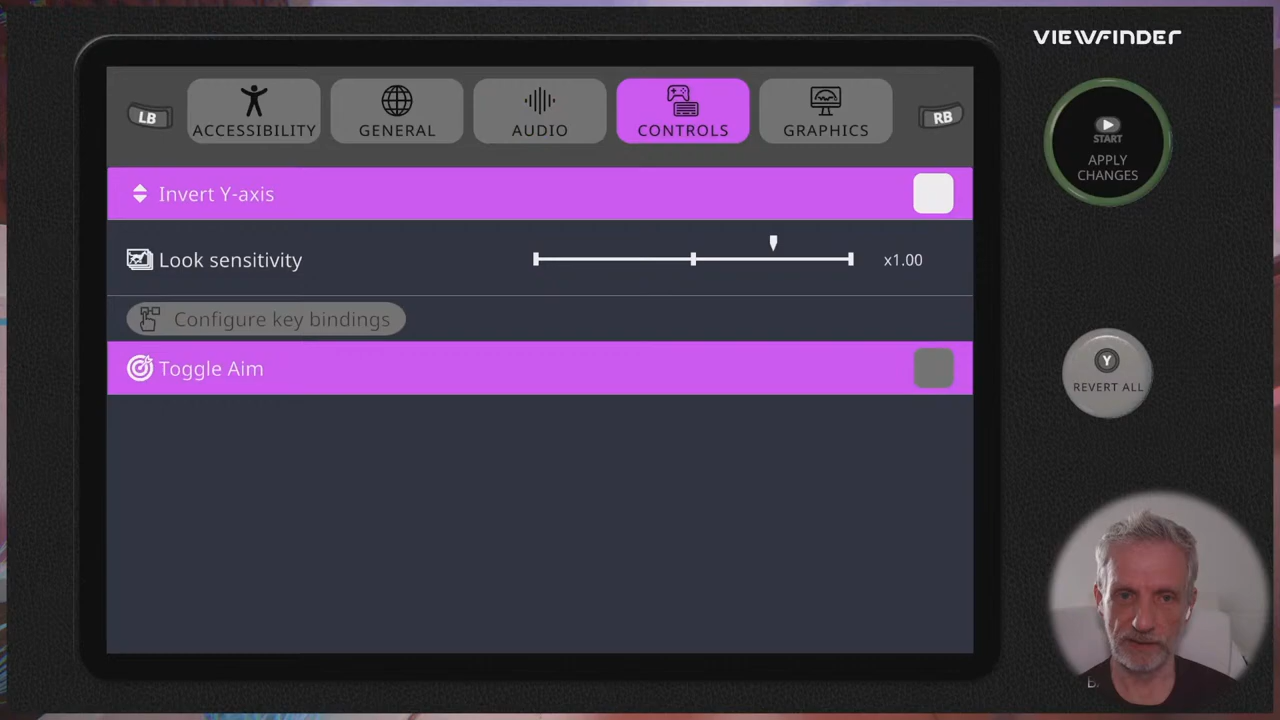 VIEWFINDER
LB
ACCESSIBILITY
GENERAL
AUDIO
CONTROLS
GRAPHICS
RB
START
APPLY
CHANGES
Invert Y-axis
Look sensitivity
x1.00
Configure key bindings
Toggle Aim
Y
REVERT ALL